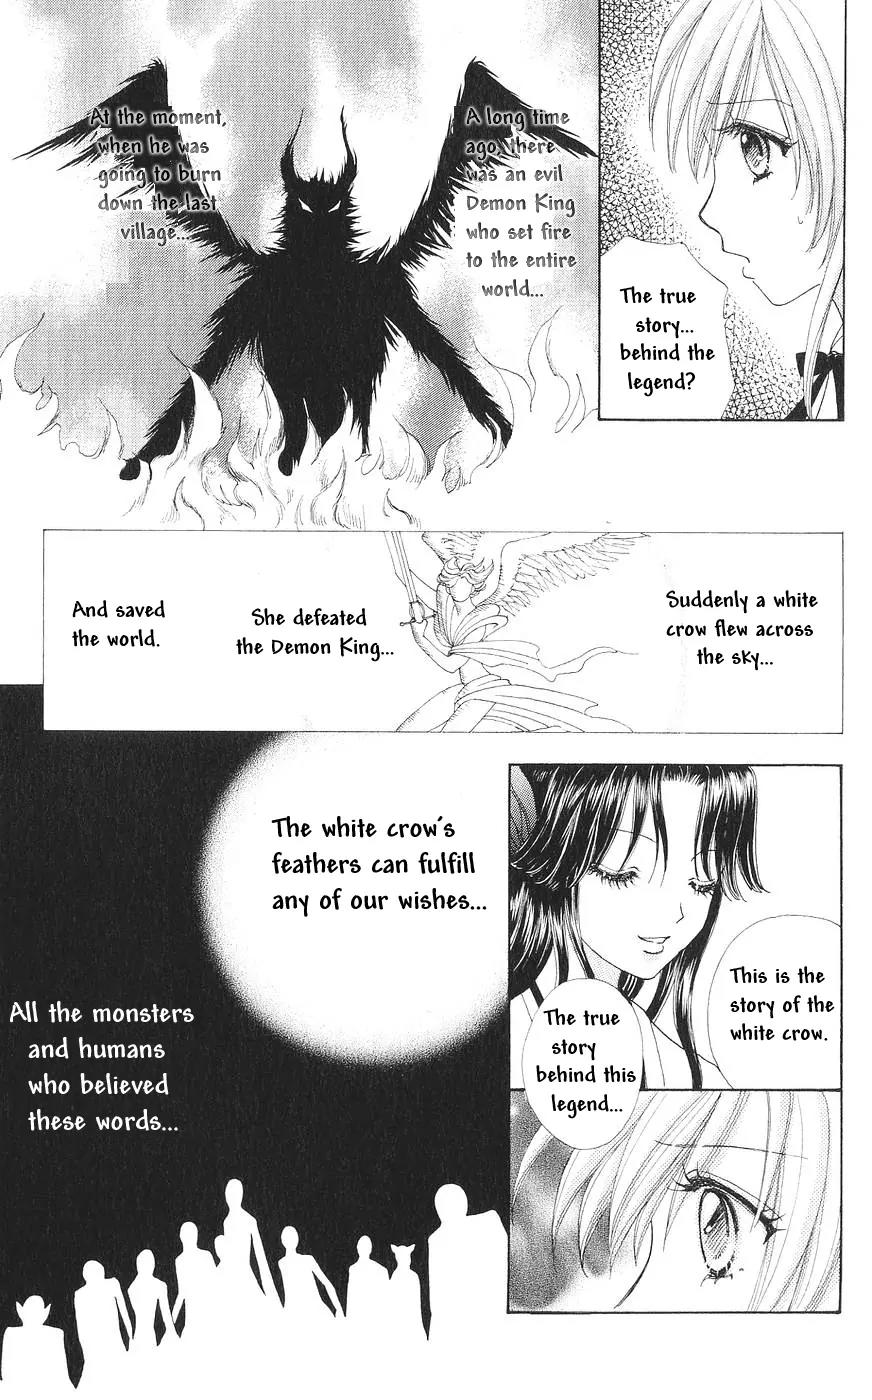 The true
story...
behind the
legend?
A long time
ago, there
was an evil
Demon King
who set fire
to the entire
world...
At the moment,
when he was
going to burn
down the last
village...
Suddenly a white
crow flew across
the sky...
She defeated
the Demon King...
And saved
the world.
This is the
story of the
white crow.
The true
story
behind this
legend...
The white crow's
feathers can fulfill
any of our wishes...
All the monsters
and humans
who believed
these words...